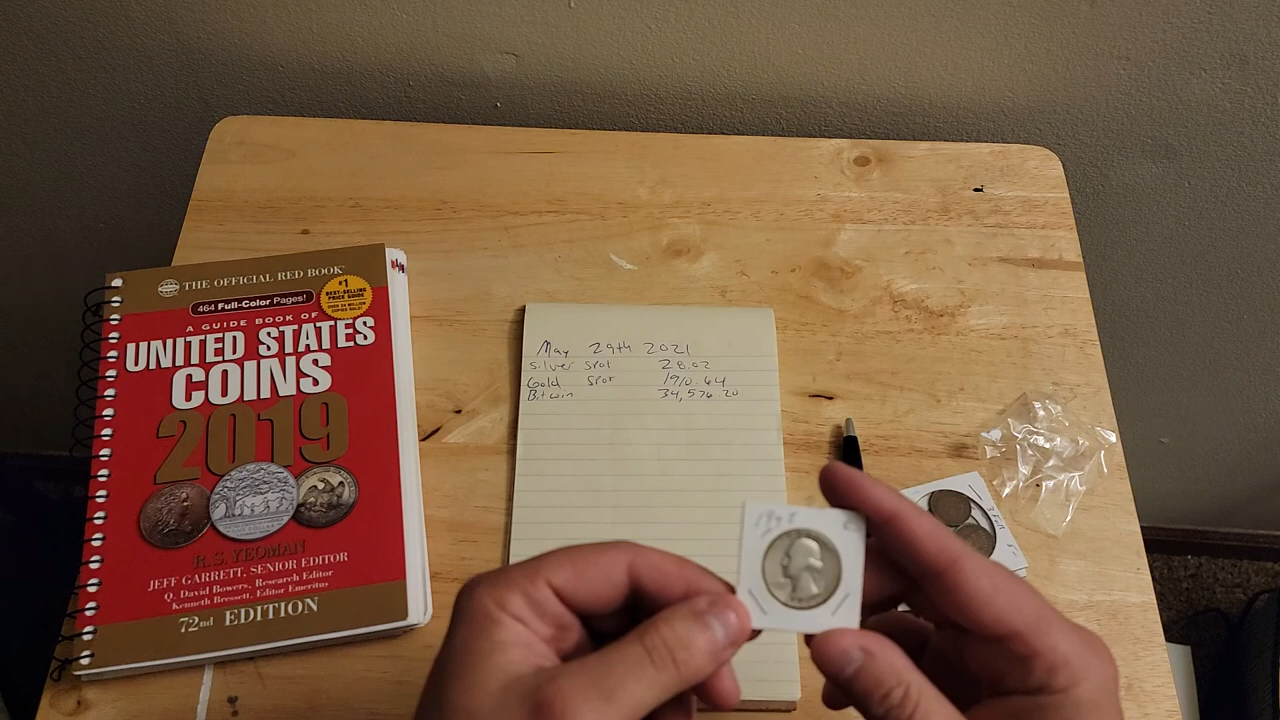 THE OFFICIAL RED BOOK
464 Full-Color Pages!
#1
BEST-SELLING
PRICE GUIDE
A GUIDE BOOK OF
UNITED STATES
COINS
2019
R.S. YEOMAN
JEFF GARRETT, SENIOR EDITOR
Q. David Bowers, Research Editor
Kenneth Bressett, Editor Emeritus
72nd EDITION
May 29th 2021
Silver Spot 28.02
Gold Spot 1910.64
Bitcoin 34,576.20